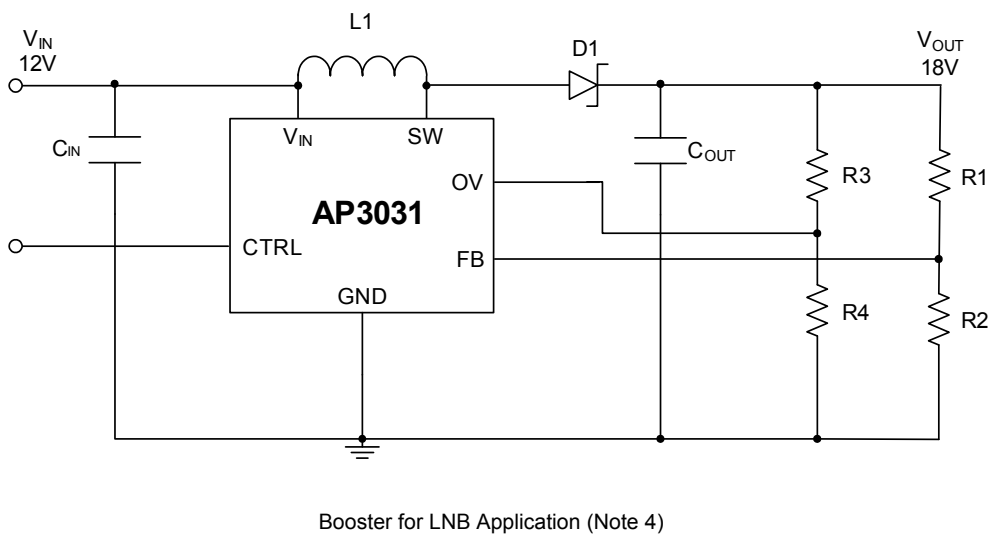 L1
V_IN
12V
D1
V_OUT
18V
C_IN
V_IN
SW
C_OUT
OV
R3
R1
AP3031
CTRL
FB
GND
R4
R2
Booster for LNB Application (Note 4)